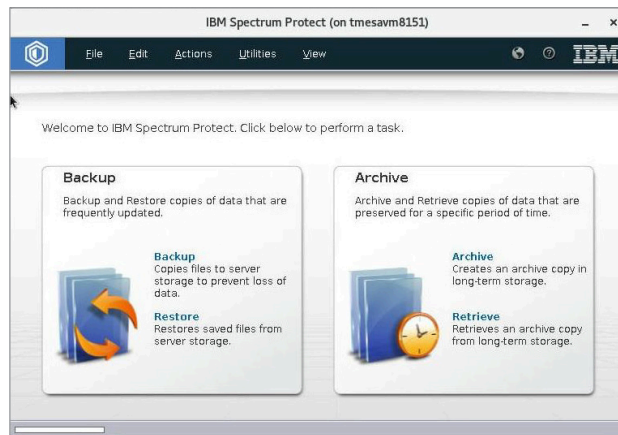 IBM Spectrum Protect (on tmesavm8151)
File Edit Actions Utilities View
IBM
Welcome to IBM Spectrum Protect. Click below to perform a task.
Backup
Backup and Restore copies of data that are
frequently updated.
Backup
Copies files to server
storage to prevent loss of
data.
Restore
Restores saved files from
server storage.
Archive
Archive and Retrieve copies of data that are
preserved for a specific period of time.
Archive
Creates an archive copy in
long-term storage.
Retrieve
Retrieves an archive copy
from long-term storage.